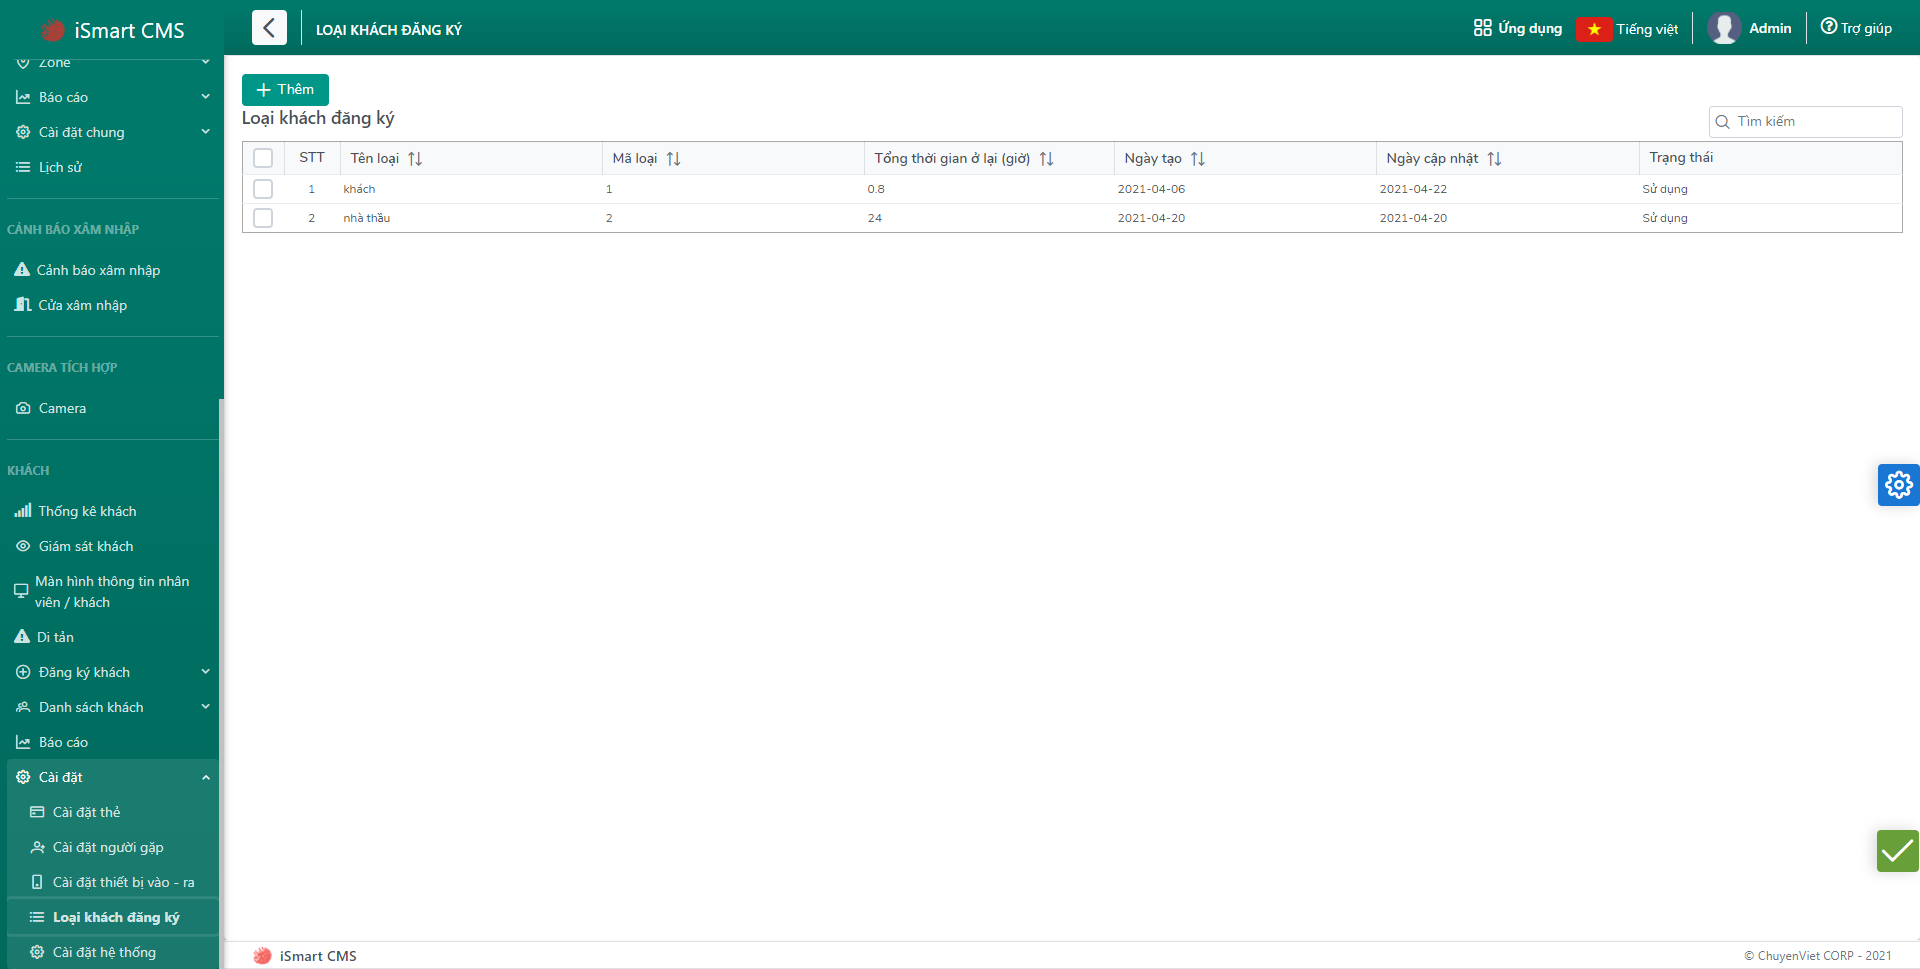 iSmart CMS
LOẠI KHÁCH ĐĂNG KÝ
Ứng dụng
Tiếng việt
Admin
Trợ giúp
Zone
Báo cáo
Cài đặt chung
Lịch sử
CẢNH BÁO XÂM NHẬP
Cảnh báo xâm nhập
Cửa xâm nhập
CAMERA TÍCH HỢP
Camera
KHÁCH
Thống kê khách
Giám sát khách
Màn hình thông tin nhân
viên / khách
Di tản
Đăng ký khách
Danh sách khách
Báo cáo
Cài đặt
Cài đặt thẻ
Cài đặt người gặp
Cài đặt thiết bị vào - ra
Loại khách đăng ký
Cài đặt hệ thống
Thêm
Loại khách đăng ký
Tìm kiếm
STT Tên loại Mã loại Tổng thời gian ở lại (giờ) Ngày tạo Ngày cập nhật Trạng thái
1 khách 1 0.8 2021-04-06 2021-04-22 Sử dụng
2 nhà thầu 2 24 2021-04-20 2021-04-20 Sử dụng
iSmart CMS
© ChuyenViet CORP - 2021